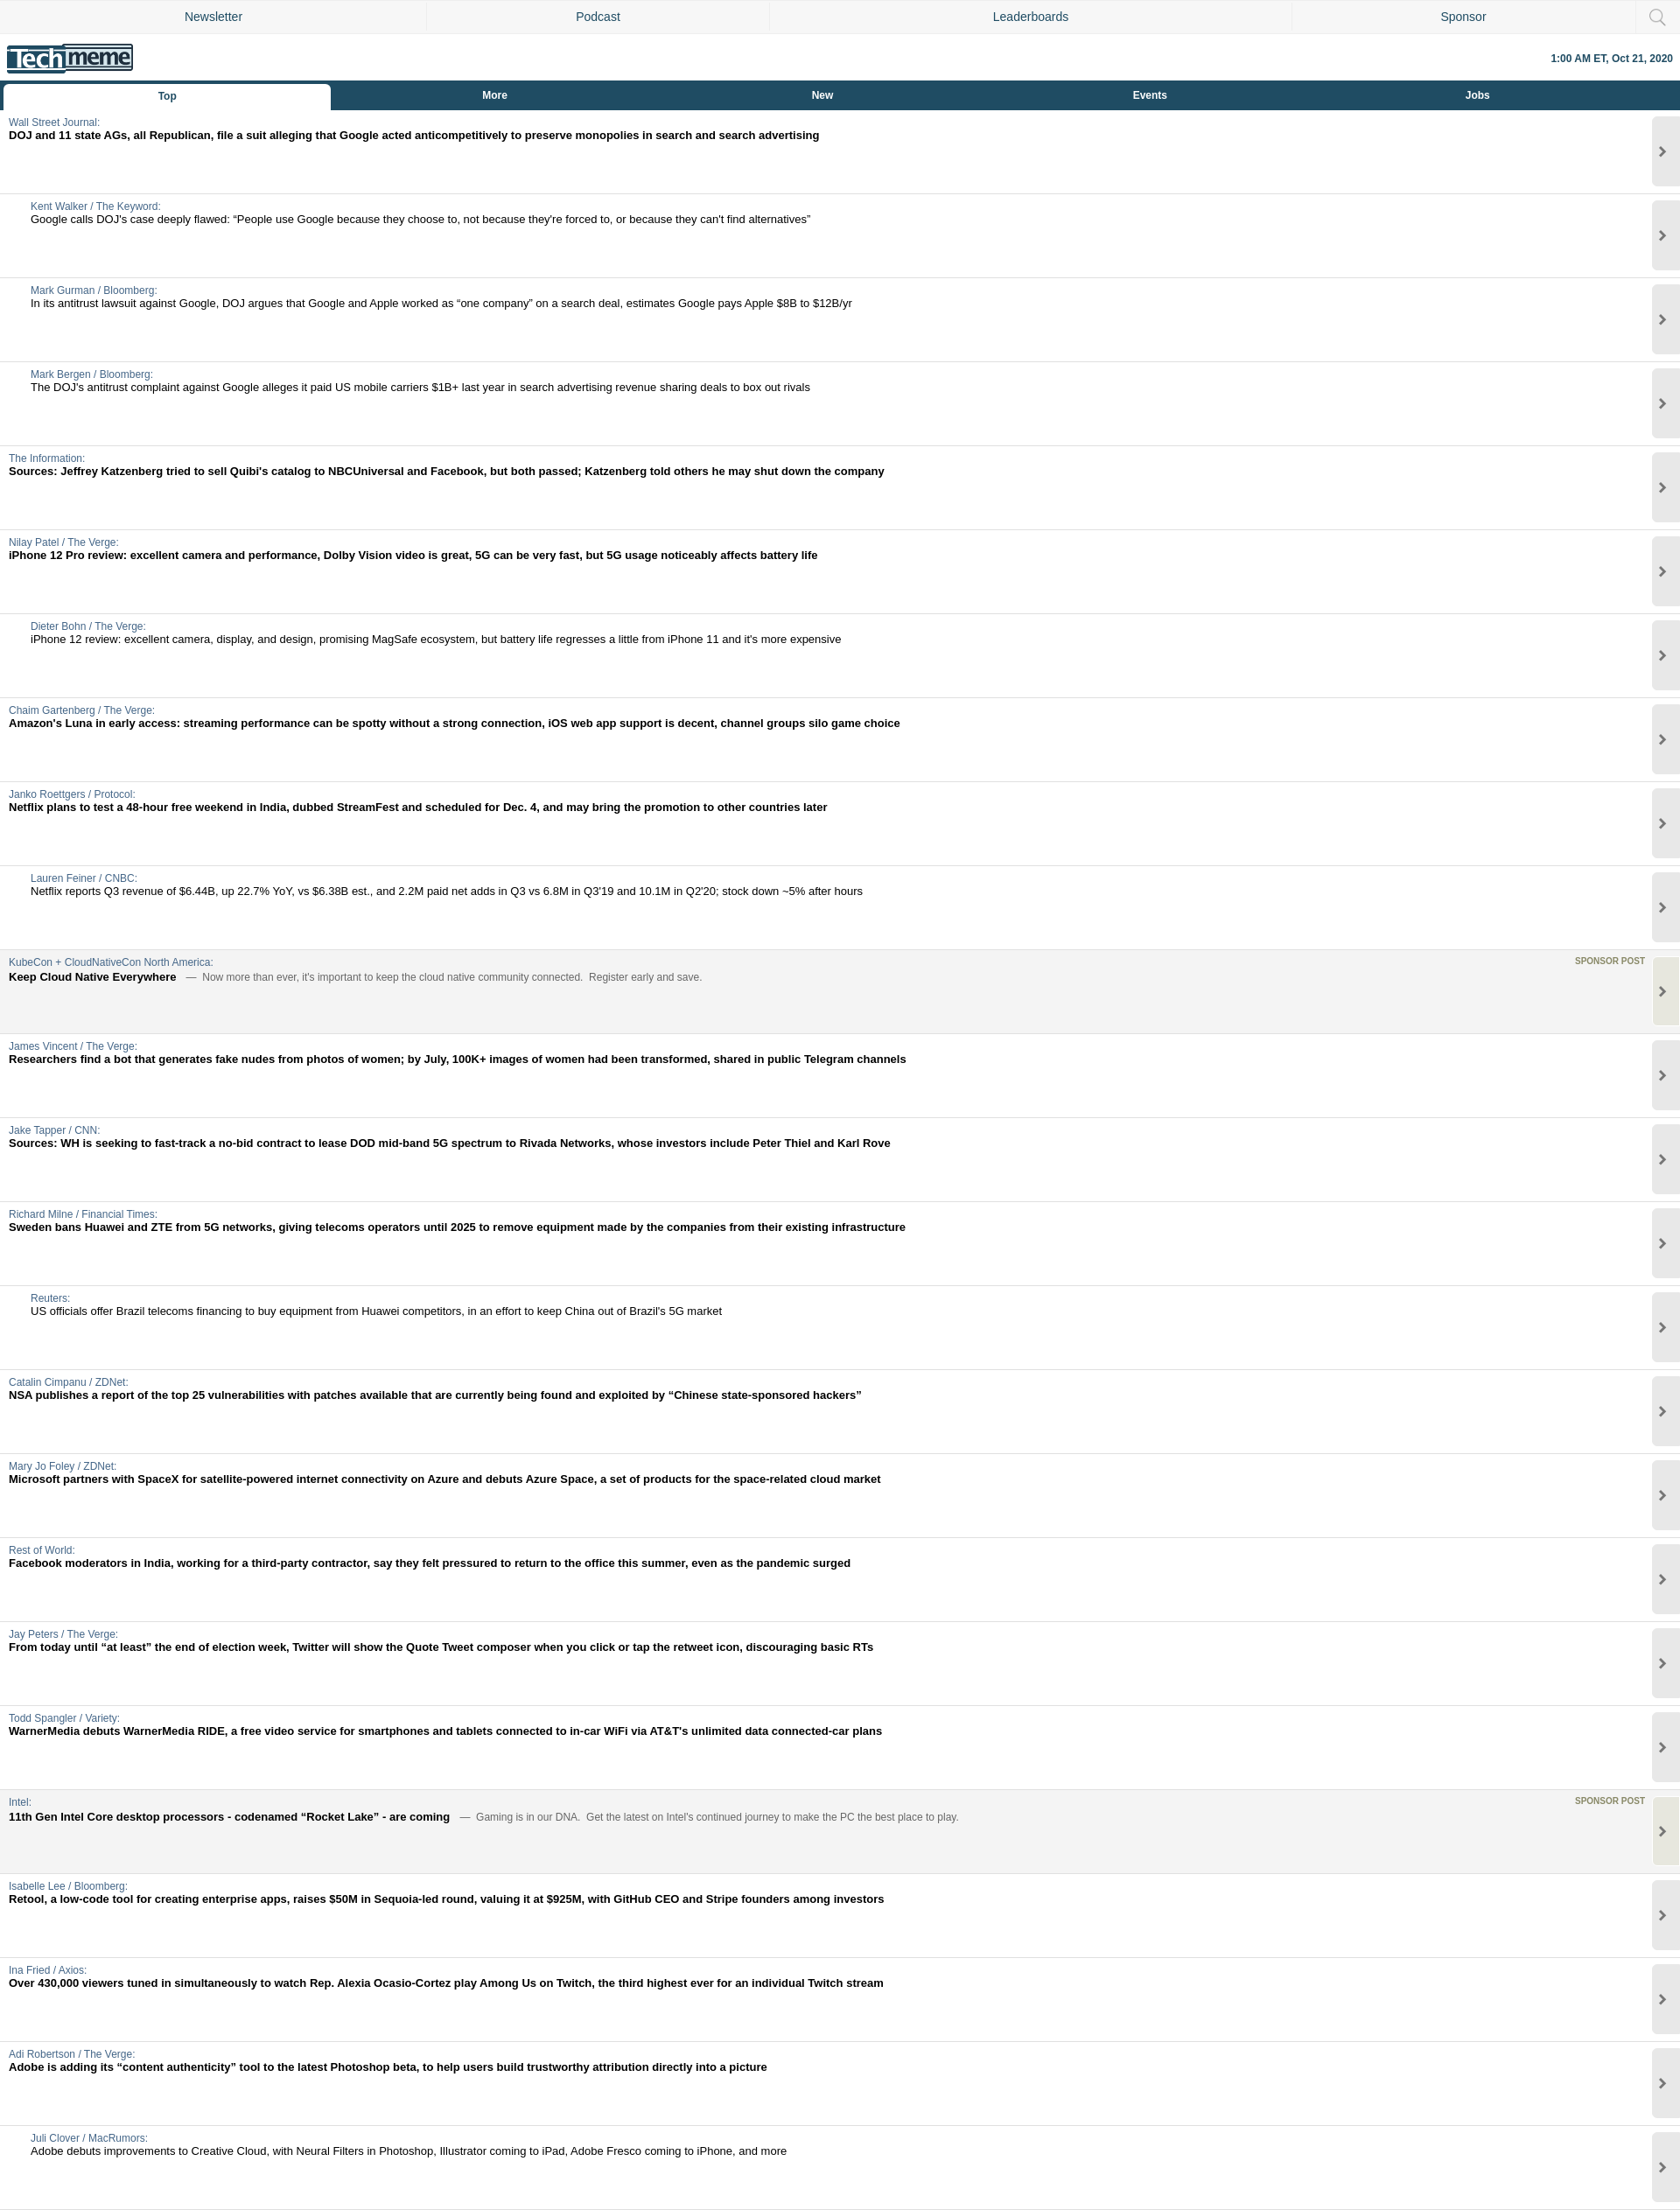 Newsletter
Podcast
Leaderboards
Sponsor
Techmeme
1:00 AM ET, Oct 21, 2020
Top
More
New
Events
Jobs
Wall Street Journal:
DOJ and 11 state AGs, all Republican, file a suit alleging that Google acted anticompetitively to preserve monopolies in search and search advertising
Kent Walker / The Keyword:
Google calls DOJ's case deeply flawed: “People use Google because they choose to, not because they're forced to, or because they can't find alternatives”
Mark Gurman / Bloomberg:
In its antitrust lawsuit against Google, DOJ argues that Google and Apple worked as “one company” on a search deal, estimates Google pays Apple $8B to $12B/yr
Mark Bergen / Bloomberg:
The DOJ's antitrust complaint against Google alleges it paid US mobile carriers $1B+ last year in search advertising revenue sharing deals to box out rivals
The Information:
Sources: Jeffrey Katzenberg tried to sell Quibi's catalog to NBCUniversal and Facebook, but both passed; Katzenberg told others he may shut down the company
Nilay Patel / The Verge:
iPhone 12 Pro review: excellent camera and performance, Dolby Vision video is great, 5G can be very fast, but 5G usage noticeably affects battery life
Dieter Bohn / The Verge:
iPhone 12 review: excellent camera, display, and design, promising MagSafe ecosystem, but battery life regresses a little from iPhone 11 and it's more expensive
Chaim Gartenberg / The Verge:
Amazon's Luna in early access: streaming performance can be spotty without a strong connection, iOS web app support is decent, channel groups silo game choice
Janko Roettgers / Protocol:
Netflix plans to test a 48-hour free weekend in India, dubbed StreamFest and scheduled for Dec. 4, and may bring the promotion to other countries later
Lauren Feiner / CNBC:
Netflix reports Q3 revenue of $6.44B, up 22.7% YoY, vs $6.38B est., and 2.2M paid net adds in Q3 vs 6.8M in Q3'19 and 10.1M in Q2'20; stock down ~5% after hours
KubeCon + CloudNativeCon North America:
SPONSOR POST
Keep Cloud Native Everywhere — Now more than ever, it's important to keep the cloud native community connected. Register early and save.
James Vincent / The Verge:
Researchers find a bot that generates fake nudes from photos of women; by July, 100K+ images of women had been transformed, shared in public Telegram channels
Jake Tapper / CNN:
Sources: WH is seeking to fast-track a no-bid contract to lease DOD mid-band 5G spectrum to Rivada Networks, whose investors include Peter Thiel and Karl Rove
Richard Milne / Financial Times:
Sweden bans Huawei and ZTE from 5G networks, giving telecoms operators until 2025 to remove equipment made by the companies from their existing infrastructure
Reuters:
US officials offer Brazil telecoms financing to buy equipment from Huawei competitors, in an effort to keep China out of Brazil's 5G market
Catalin Cimpanu / ZDNet:
NSA publishes a report of the top 25 vulnerabilities with patches available that are currently being found and exploited by “Chinese state-sponsored hackers”
Mary Jo Foley / ZDNet:
Microsoft partners with SpaceX for satellite-powered internet connectivity on Azure and debuts Azure Space, a set of products for the space-related cloud market
Rest of World:
Facebook moderators in India, working for a third-party contractor, say they felt pressured to return to the office this summer, even as the pandemic surged
Jay Peters / The Verge:
From today until “at least” the end of election week, Twitter will show the Quote Tweet composer when you click or tap the retweet icon, discouraging basic RTs
Todd Spangler / Variety:
WarnerMedia debuts WarnerMedia RIDE, a free video service for smartphones and tablets connected to in-car WiFi via AT&T's unlimited data connected-car plans
Intel:
SPONSOR POST
11th Gen Intel Core desktop processors - codenamed “Rocket Lake” - are coming — Gaming is in our DNA. Get the latest on Intel's continued journey to make the PC the best place to play.
Isabelle Lee / Bloomberg:
Retool, a low-code tool for creating enterprise apps, raises $50M in Sequoia-led round, valuing it at $925M, with GitHub CEO and Stripe founders among investors
Ina Fried / Axios:
Over 430,000 viewers tuned in simultaneously to watch Rep. Alexia Ocasio-Cortez play Among Us on Twitch, the third highest ever for an individual Twitch stream
Adi Robertson / The Verge:
Adobe is adding its “content authenticity” tool to the latest Photoshop beta, to help users build trustworthy attribution directly into a picture
Juli Clover / MacRumors:
Adobe debuts improvements to Creative Cloud, with Neural Filters in Photoshop, Illustrator coming to iPad, Adobe Fresco coming to iPhone, and more